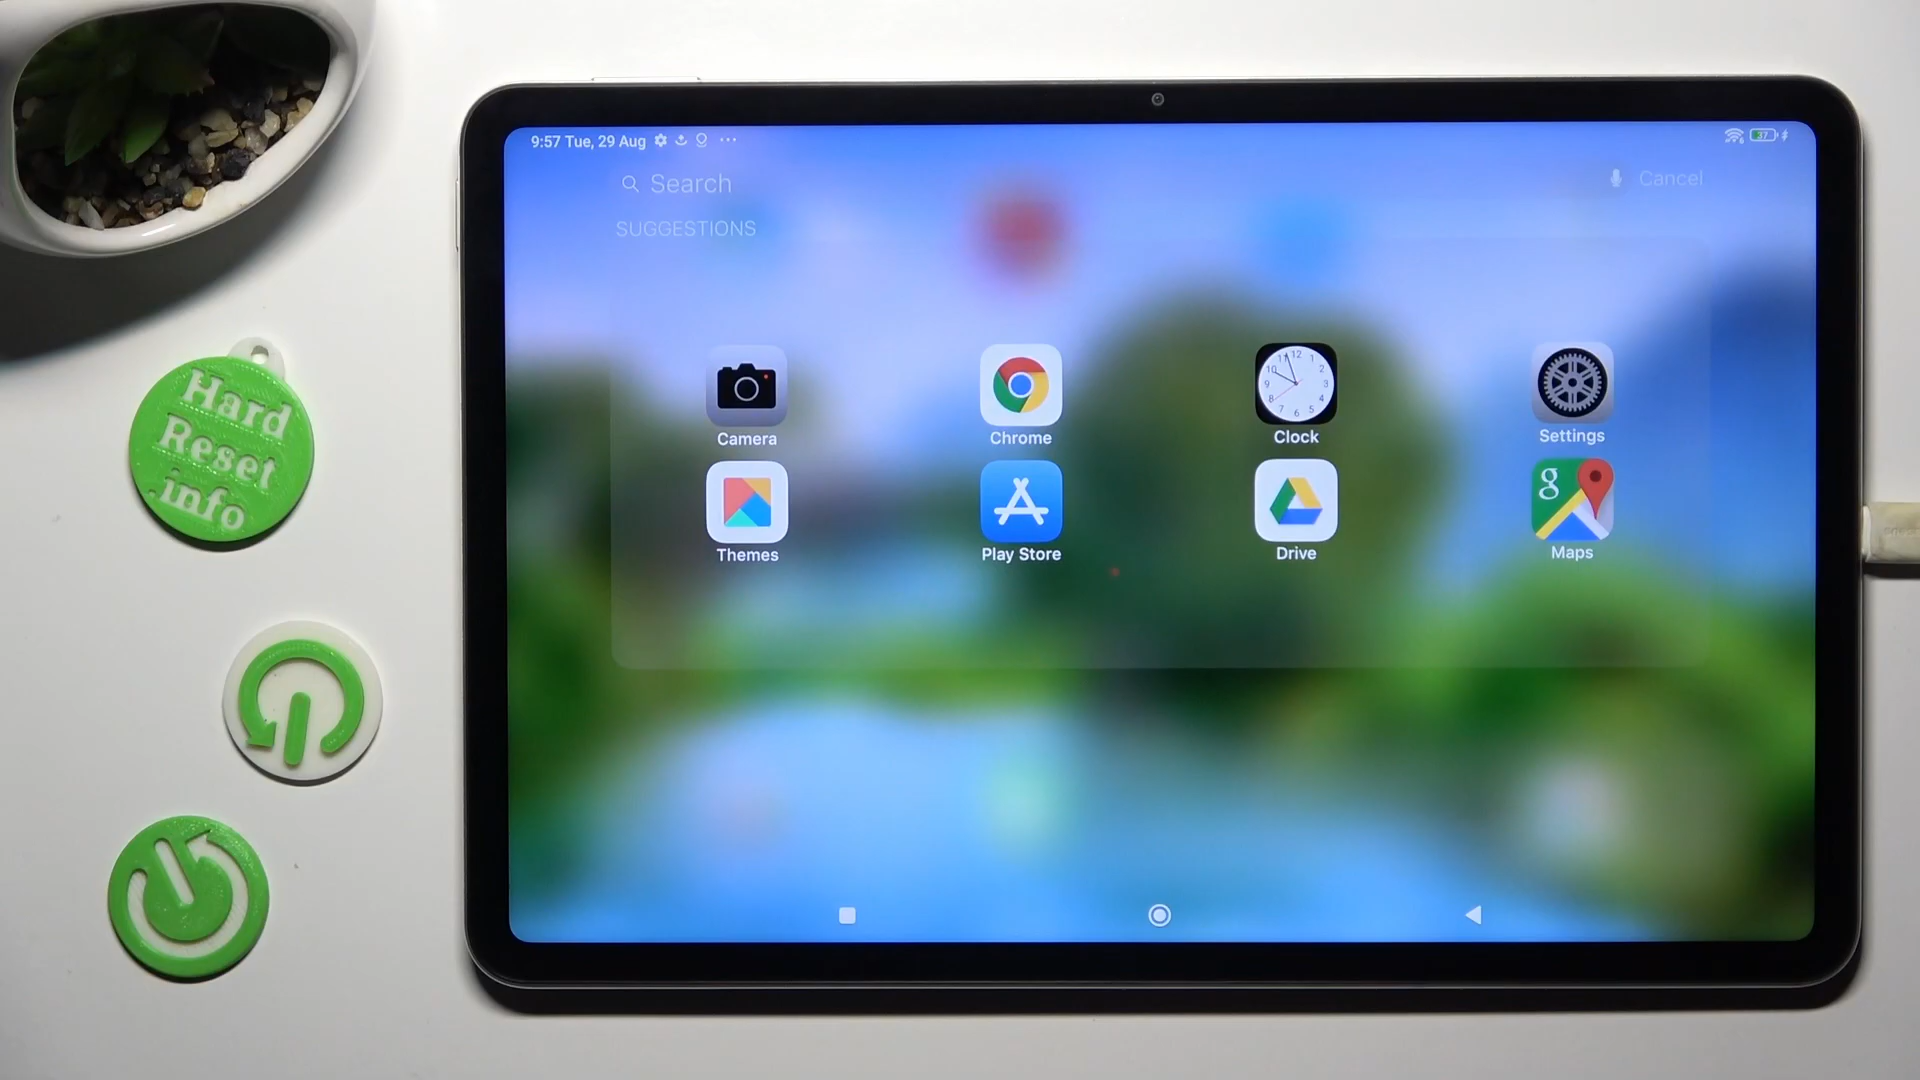 9:57 Tue, 29 Aug
37
Search
Cancel
SUGGESTIONS
Camera
Chrome
Clock
Settings
Themes
Play Store
Drive
Maps
Hard
Reset
.info